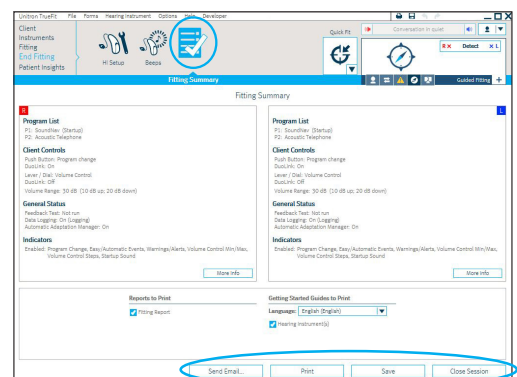 Unitron TrueFit File Forms Hearing Instrument Options Help Developer
Client
Instruments
Fitting
End Fitting
Patient Insights
HI Setup
Beeps
Quick Fit
Conversation in quiet
R X Detect X L
Fitting Summary
Guided Fitting +
Fitting Summary
R
Program List
P1: SoundNav (Startup)
P2: Acoustic Telephone
Client Controls
Push Button: Program change
DuoLink: On
Lever / Dial: Volume Control
DuoLink: Off
Volume Range: 30 dB (10 dB up; 20 dB down)
General Status
Feedback Test: Not run
Data Logging: On (Logging)
Automatic Adaptation Manager: On
Indicators
Enabled: Program Change, Easy/Automatic Events, Warnings/Alerts, Volume Control Min/Max,
Volume Control Steps, Startup Sound
More info
L
Program List
P1: SoundNav (Startup)
P2: Acoustic Telephone
Client Controls
Push Button: Program change
DuoLink: On
Lever / Dial: Volume Control
DuoLink: Off
Volume Range: 30 dB (10 dB up; 20 dB down)
General Status
Feedback Test: Not run
Data Logging: On (Logging)
Automatic Adaptation Manager: On
Indicators
Enabled: Program Change, Easy/Automatic Events, Warnings/Alerts, Volume Control Min/Max,
Volume Control Steps, Startup Sound
More info
Reports to Print
Fitting Report
Getting Started Guides to Print
Language: English (English)
Hearing Instrument(s)
Send Email... Print Save Close Session